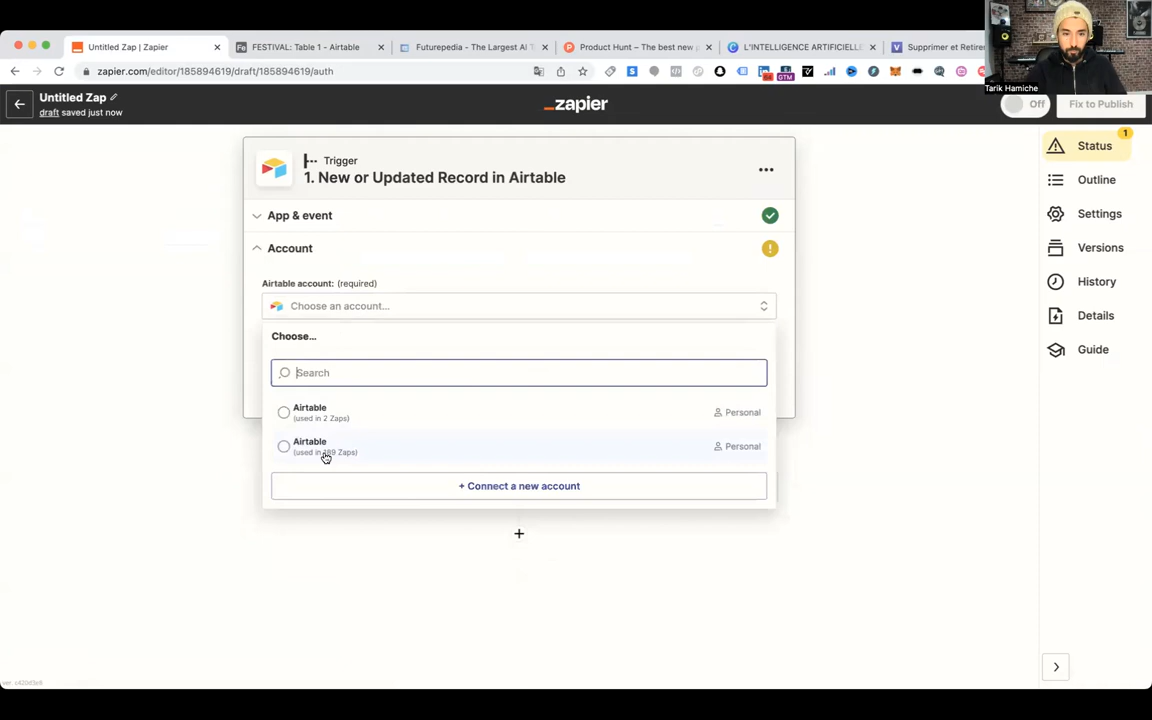 Untitled Zap | Zapier
FESTIVAL: Table 1 - Airtable
Futurepedia - The Largest AI T
Product Hunt – The best new p
L'INTELLIGENCE ARTIFICIELLE
Supprimer et Retirer
zapier.com/editor/185894619/draft/185894619/auth
Tarik Hamiche
Untitled Zap
draft saved just now
zapier
Off
Fix to Publish
Trigger
1. New or Updated Record in Airtable
App & event
Account
Airtable account: (required)
Choose an account...
Choose...
Search
Airtable
(used in 2 Zaps)
Personal
Airtable
(used in 189 Zaps)
Personal
+ Connect a new account
1
Status
Outline
Settings
Versions
History
Details
Guide